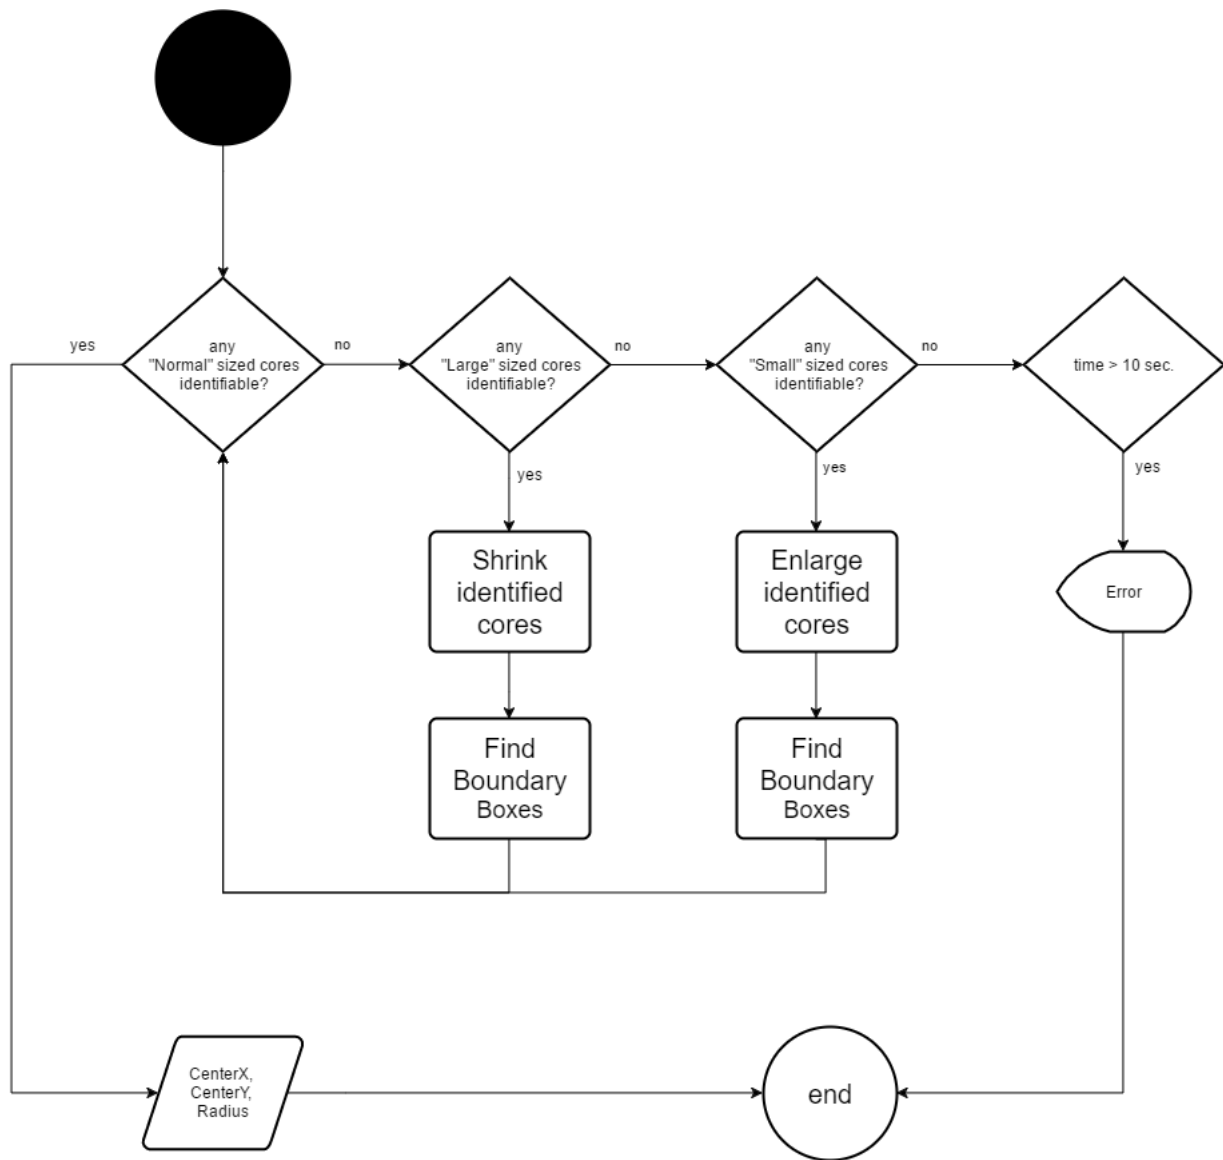 yes
any
"Normal" sized cores
identifiable?
no
any
"Large" sized cores
identifiable?
no
any
"Small" sized cores
identifiable?
no
time > 10 sec.
yes
yes
yes
Shrink
identified
cores
Enlarge
identified
cores
Error
Find
Boundary
Boxes
Find
Boundary
Boxes
CenterX,
CenterY,
Radius
end